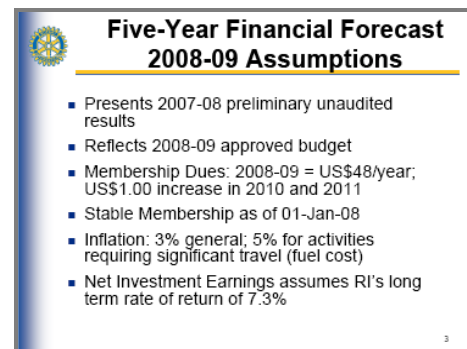 Five-Year Financial Forecast
2008-09 Assumptions
■ Presents 2007-08 preliminary unaudited
results
■ Reflects 2008-09 approved budget
■ Membership Dues: 2008-09 = US$48/year;
US$1.00 increase in 2010 and 2011
■ Stable Membership as of 01-Jan-08
■ Inflation: 3% general; 5% for activities
requiring significant travel (fuel cost)
■ Net Investment Earnings assumes RI's long
term rate of return of 7.3%
3